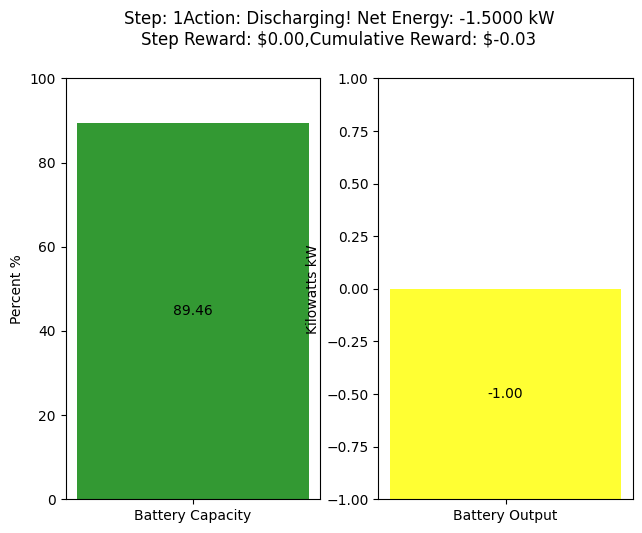 Step: 1Action: Discharging! Net Energy: -1.5000 kW
Step Reward: $0.00,Cumulative Reward: $-0.03
Percent %
100
80
60
40
20
0
89.46
Battery Capacity
Kilowatts kW
1.00
0.75
0.50
0.25
0.00
−0.25
−0.50
−0.75
−1.00
-1.00
Battery Output